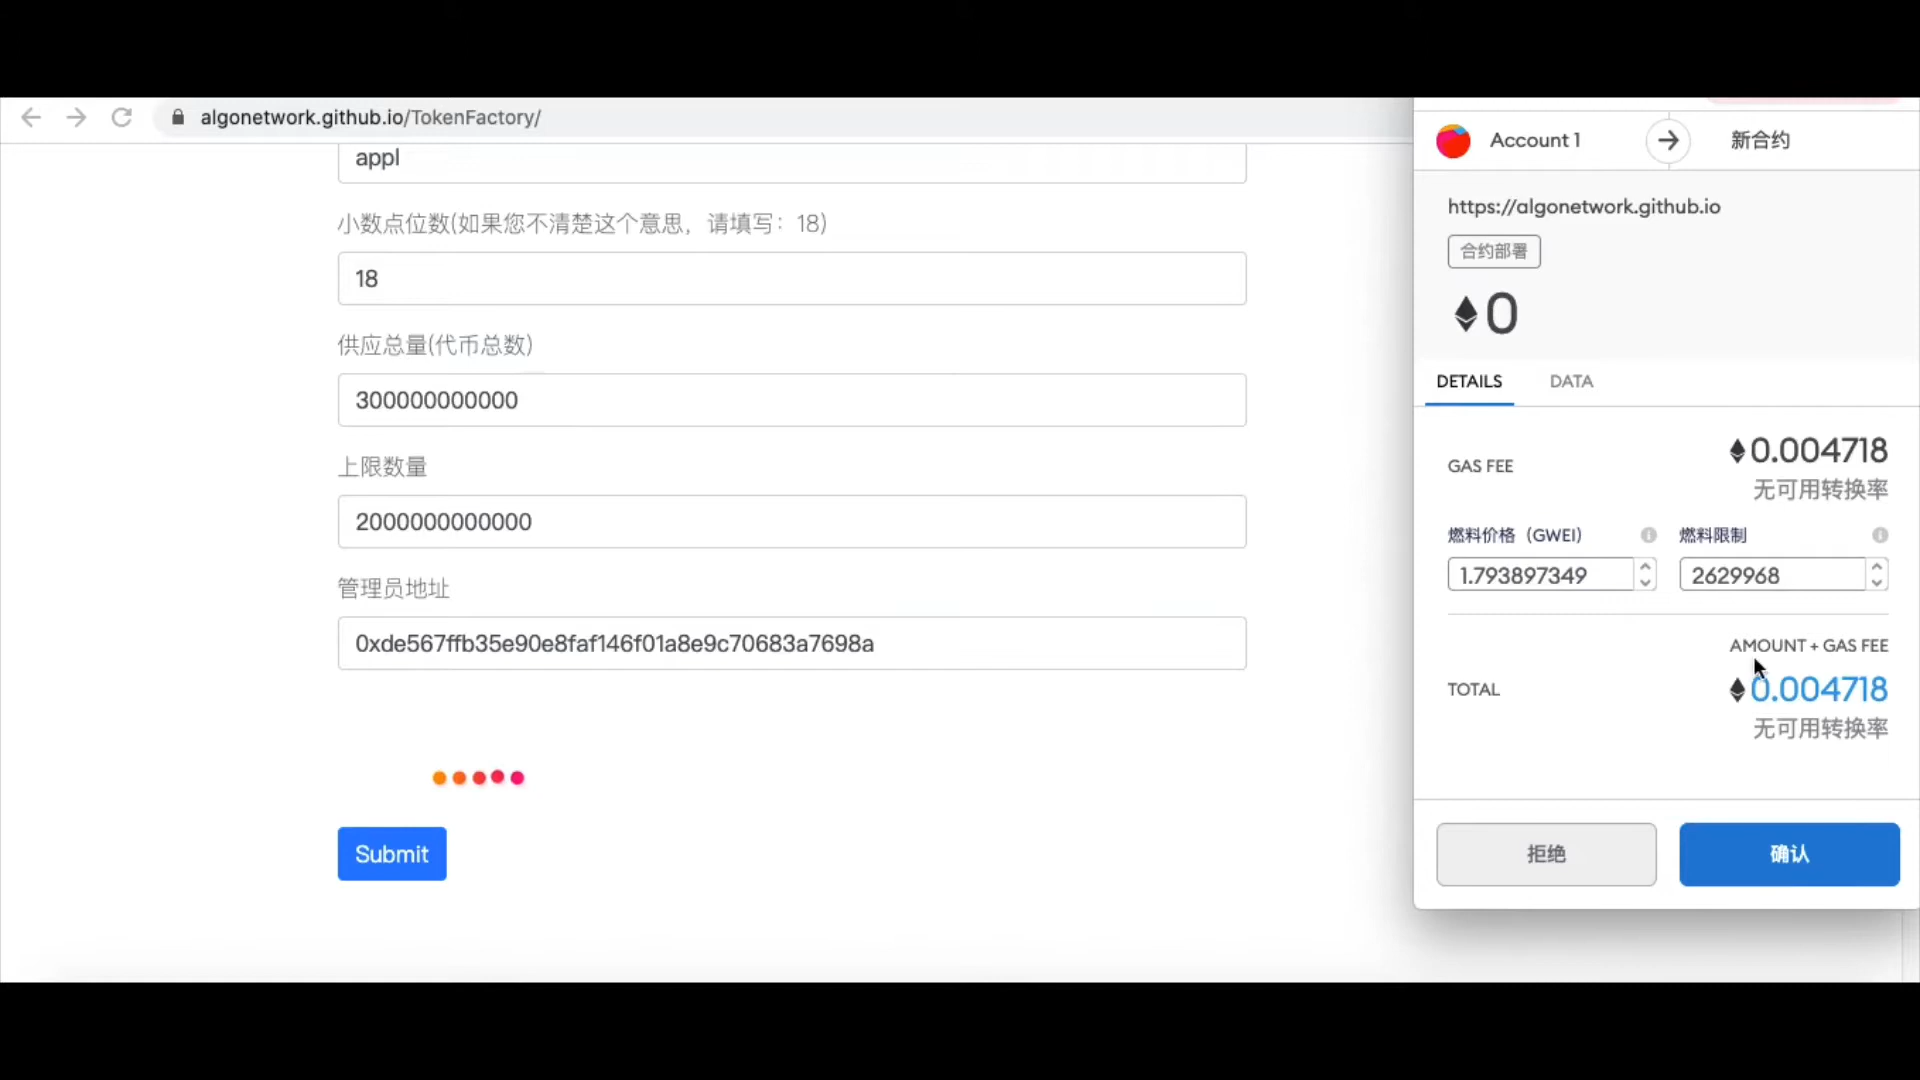 algonetwork.github.io/TokenFactory/
appl
小数点位数(如果您不清楚这个意思，请填写：18)
18
供应总量(代币总数)
300000000000
上限数量
2000000000000
管理员地址
0xde567ffb35e90e8faf146f01a8e9c70683a7698a
Submit
Account 1
新合约
https://algonetwork.github.io
合约部署
0
DETAILS
DATA
GAS FEE
0.004718
无可用转换率
燃料价格（GWEI）
燃料限制
1.793897349
2629968
AMOUNT + GAS FEE
TOTAL
0.004718
无可用转换率
拒绝
确认